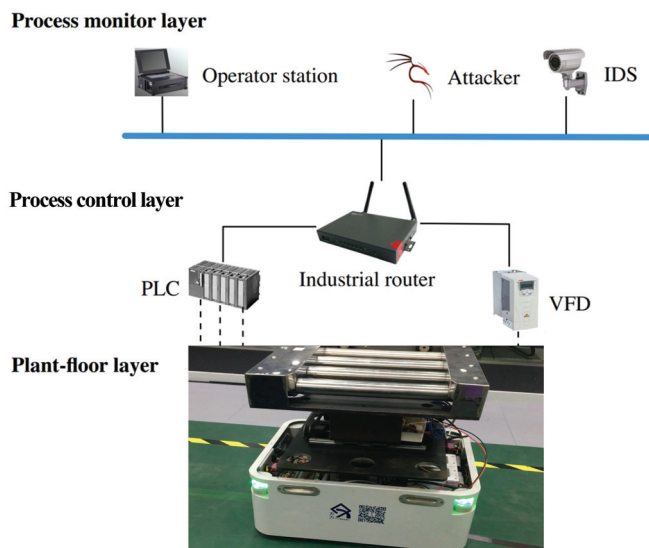 Process monitor layer
Operator station
Attacker
IDS
Process control layer
PLC
Industrial router
VFD
Plant-floor layer